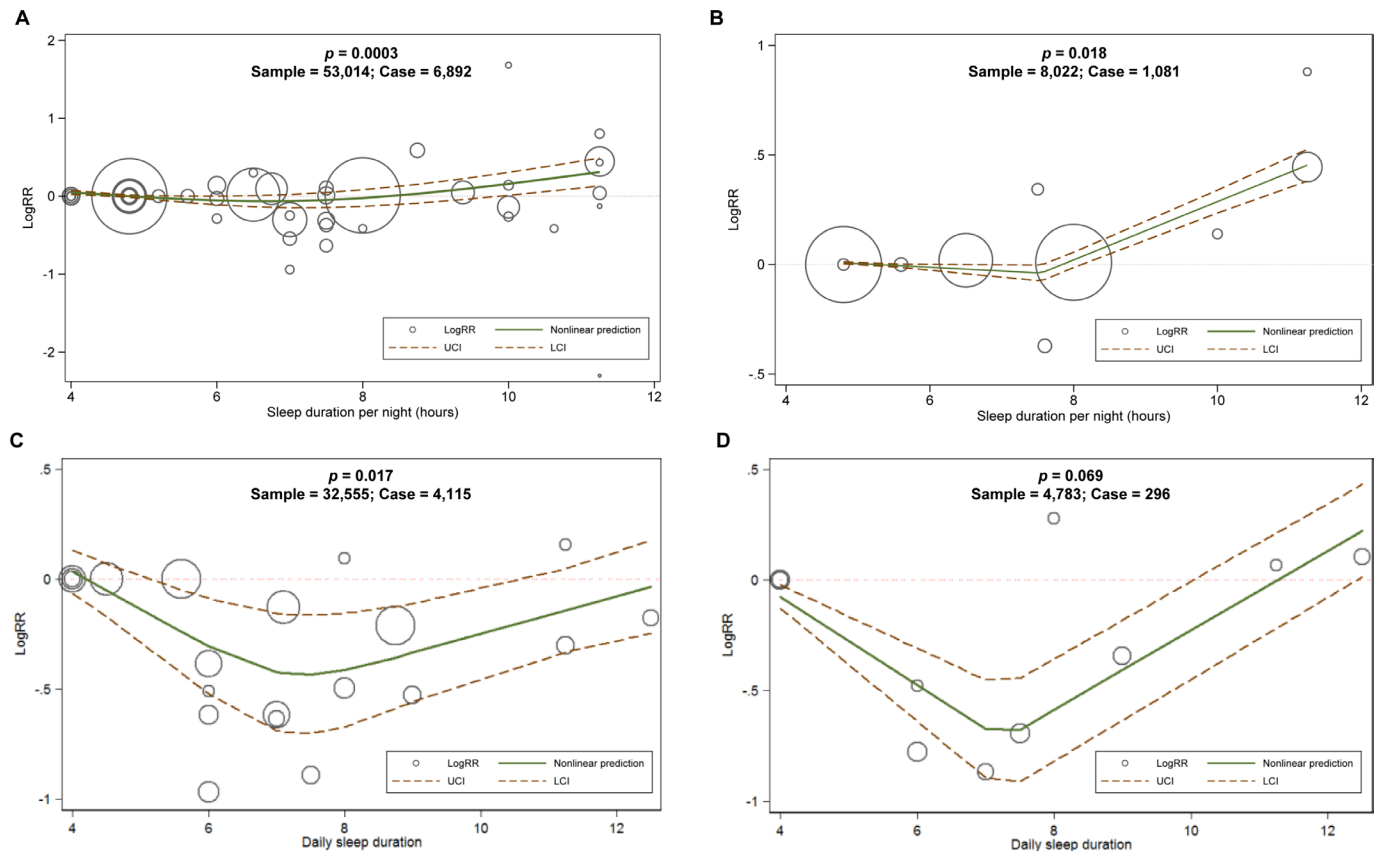 A
p = 0.0003
Sample = 53,014; Case = 6,892
2
1
0
-1
-2
LogRR
LogRR
Nonlinear prediction
UCI
LCI
4
6
8
10
12
Sleep duration per night (hours)
B
p = 0.018
Sample = 8,022; Case = 1,081
1
.5
0
-.5
LogRR
LogRR
Nonlinear prediction
UCI
LCI
4
6
8
10
12
Sleep duration per night (hours)
C
p = 0.017
Sample = 32,555; Case = 4,115
.5
0
-.5
-1
LogRR
LogRR
Nonlinear prediction
UCI
LCI
4
6
8
10
12
Daily sleep duration
D
p = 0.069
Sample = 4,783; Case = 296
.5
0
-.5
-1
LogRR
LogRR
Nonlinear prediction
UCI
LCI
4
6
8
10
12
Daily sleep duration